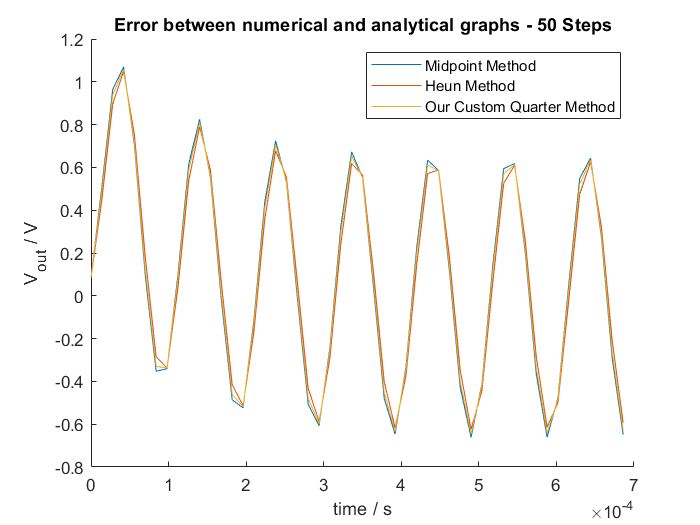 Error between numerical and analytical graphs - 50 Steps
Midpoint Method
Heun Method
Our Custom Quarter Method
V_out / V
1.2
1
0.8
0.6
0.4
0.2
0
-0.2
-0.4
-0.6
-0.8
0 1 2 3 4 5 6 7
time / s
×10^-4